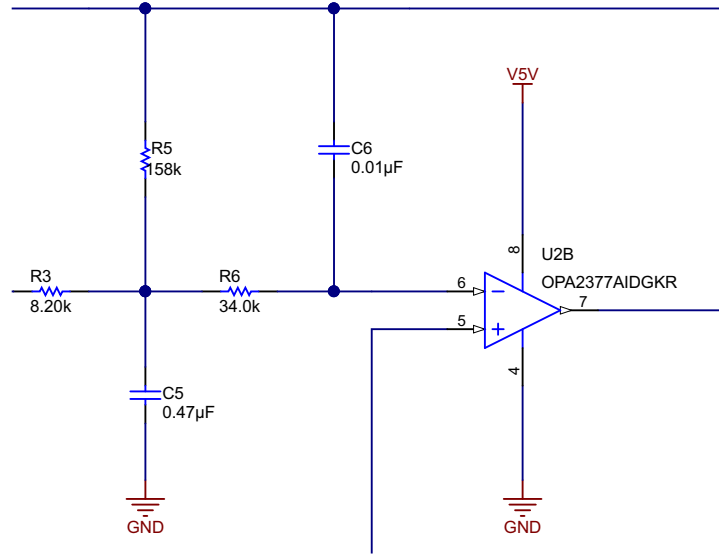 V5V
R5
158k
C6
0.01µF
8
U2B
OPA2377AIDGKR
R3
8.20k
R6
34.0k
6
7
5
4
C5
0.47µF
GND
GND